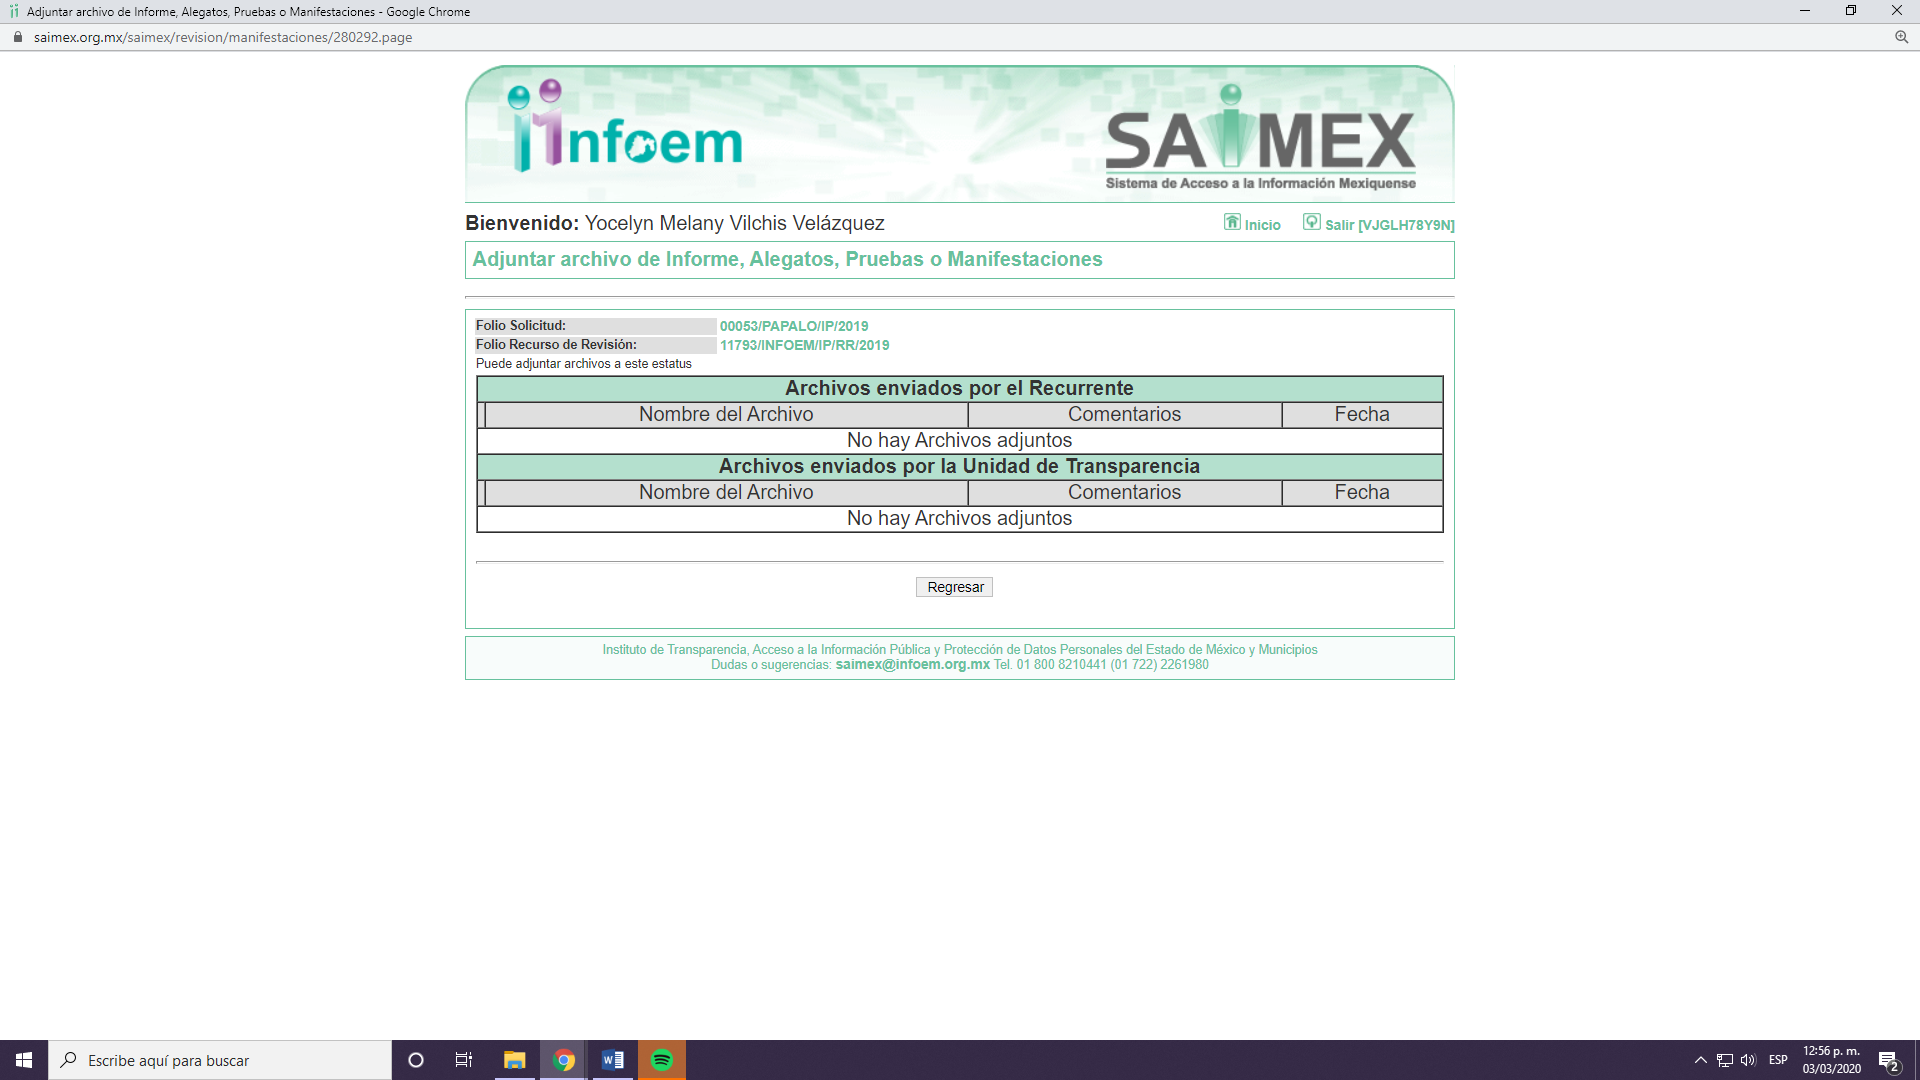 Adjuntar archivo de Informe, Alegatos, Pruebas o Manifestaciones - Google Chrome
saimex.org.mx/saimex/revision/manifestaciones/280292.page
infoem
SAIMEX
Sistema de Acceso a la Información Mexiquense
Bienvenido: Yocelyn Melany Vilchis Velázquez
Inicio
Salir [VJGLH78Y9N]
Adjuntar archivo de Informe, Alegatos, Pruebas o Manifestaciones
Folio Solicitud: 00053/PAPALO/IP/2019
Folio Recurso de Revisión: 11793/INFOEM/IP/RR/2019
Puede adjuntar archivos a este estatus
Archivos enviados por el Recurrente
Nombre del Archivo Comentarios Fecha
No hay Archivos adjuntos
Archivos enviados por la Unidad de Transparencia
Nombre del Archivo Comentarios Fecha
No hay Archivos adjuntos
Regresar
Instituto de Transparencia, Acceso a la Información Pública y Protección de Datos Personales del Estado de México y Municipios
Dudas o sugerencias: saimex@infoem.org.mx Tel. 01 800 8210441 (01 722) 2261980
Escribe aquí para buscar
ESP
12:56 p. m.
03/03/2020
2